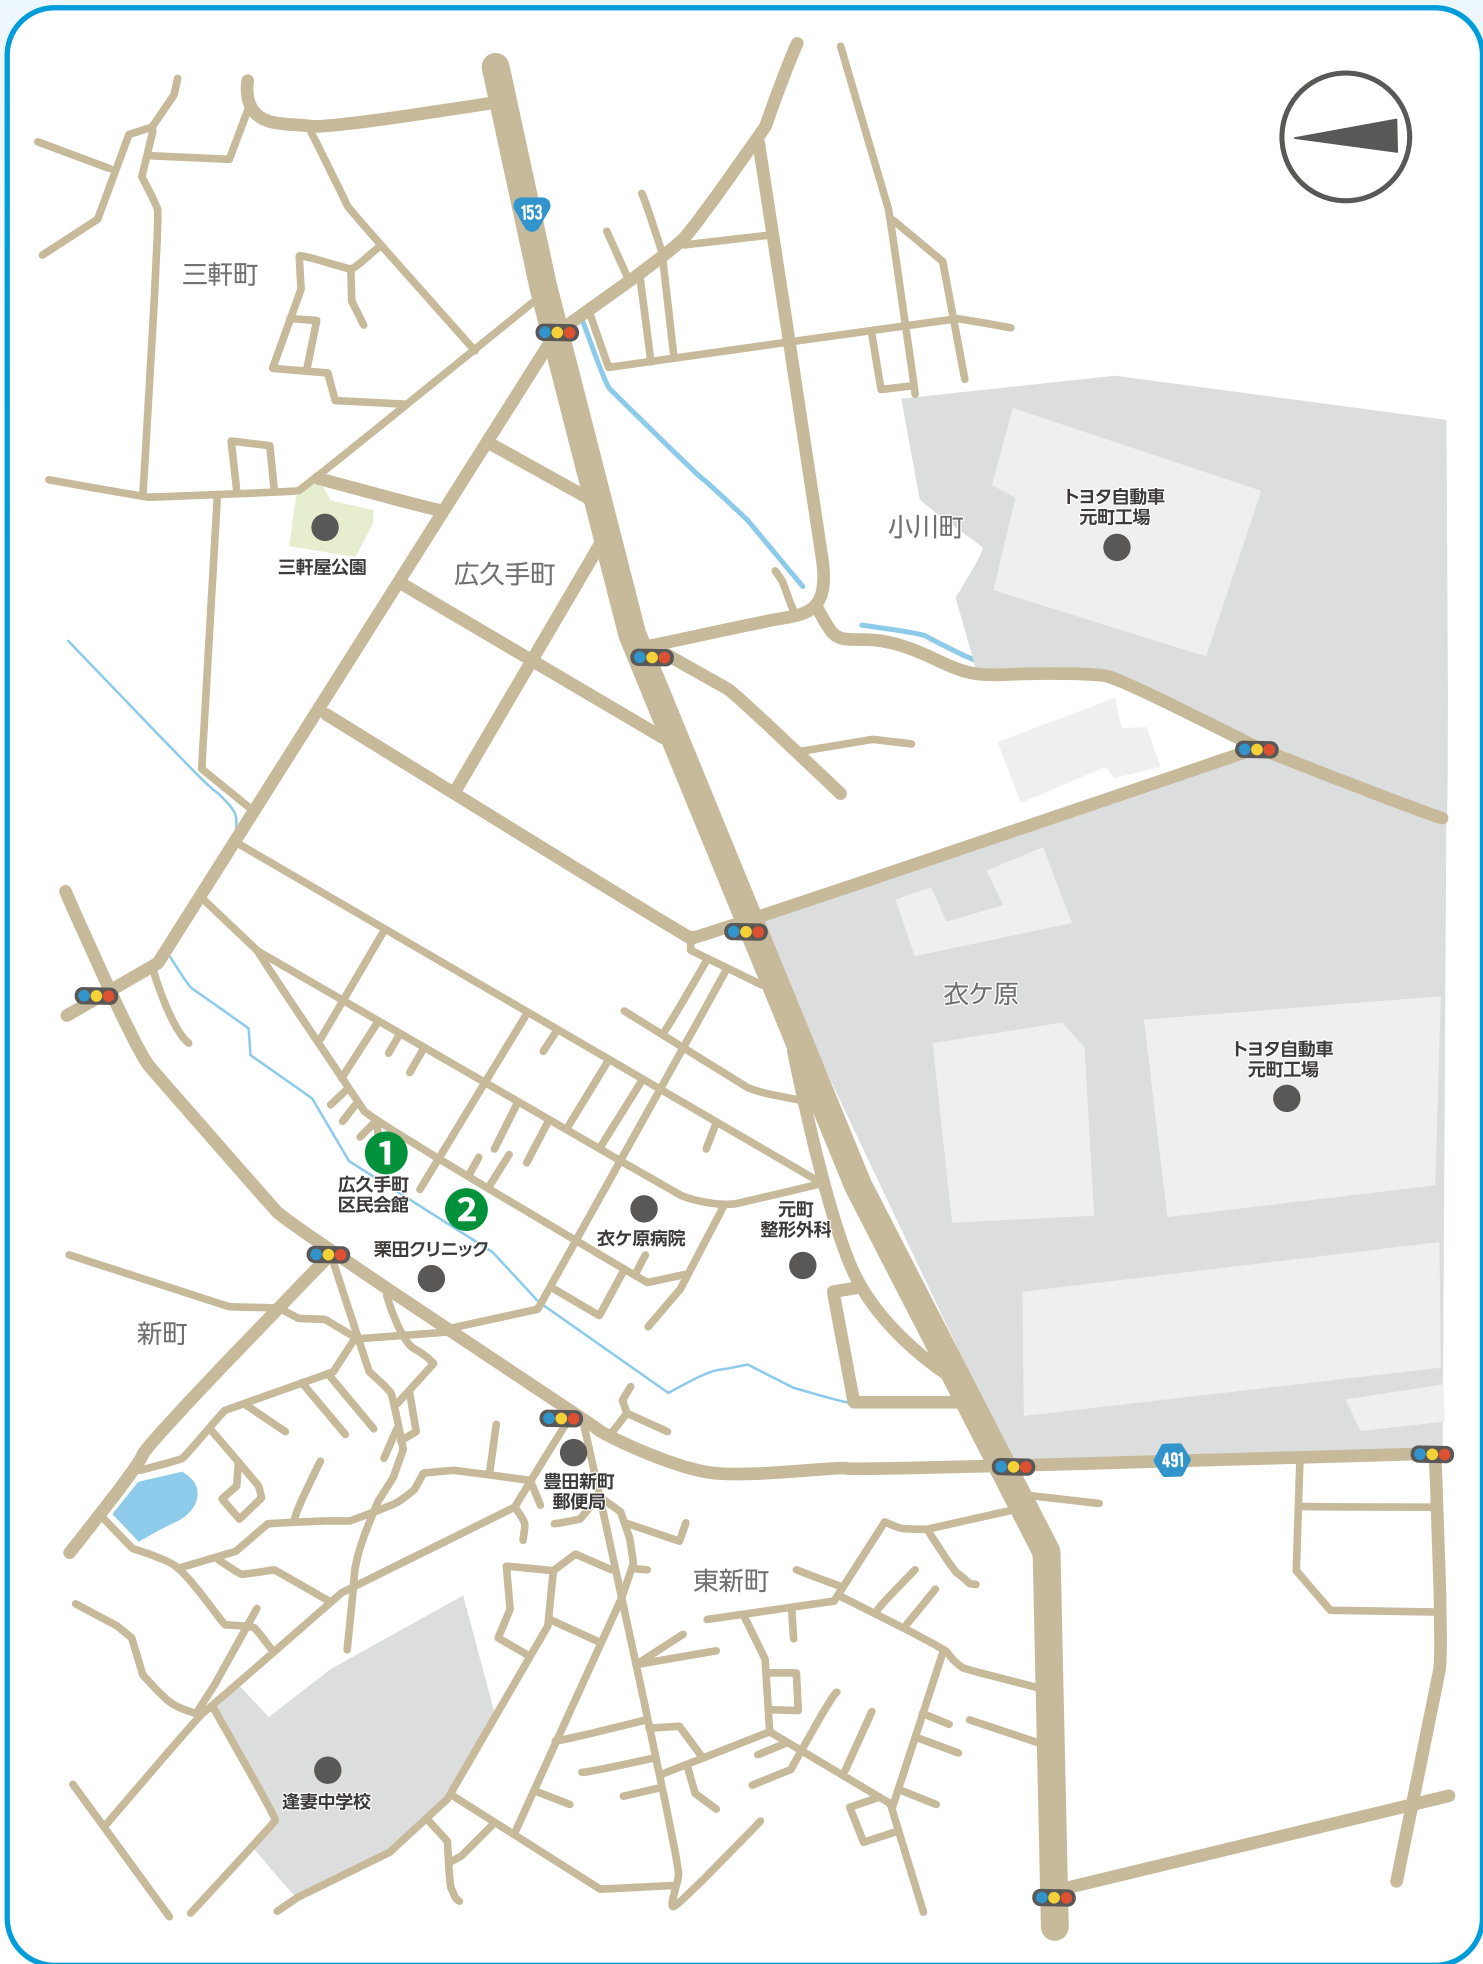 153
三軒町
トヨタ自動車
元町工場
小川町
三軒屋公園
広久手町
衣ケ原
トヨタ自動車
元町工場
1
広久手町
区民会館
2
元町
整形外科
衣ケ原病院
栗田クリニック
新町
491
豊田新町
郵便局
東新町
逢妻中学校